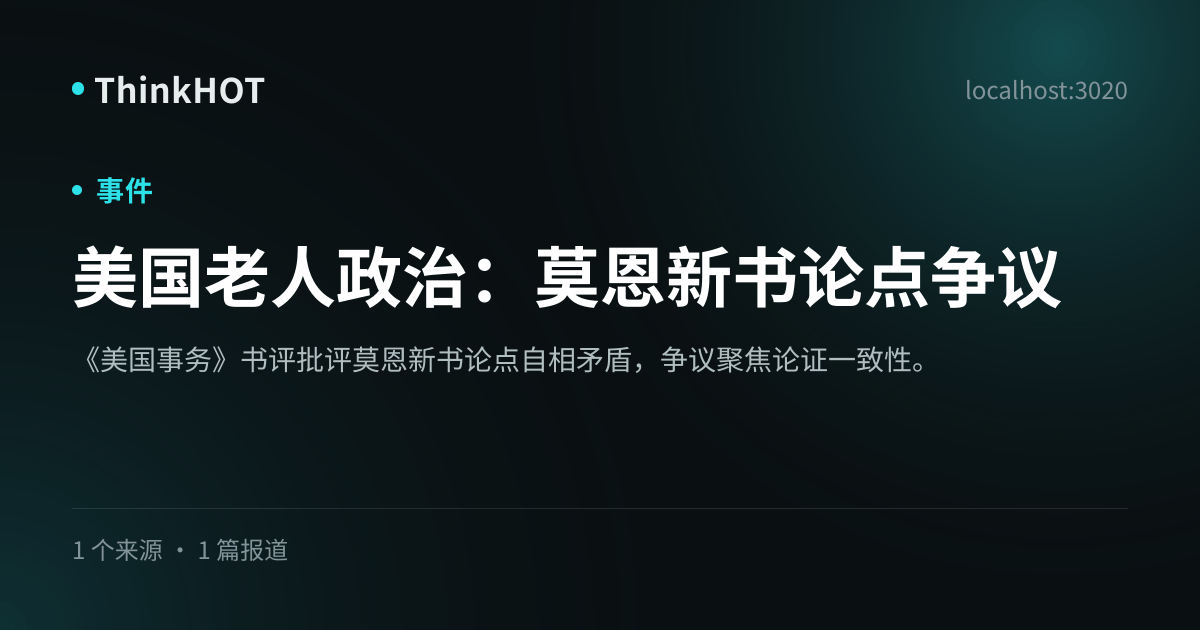 ThinkHOT
localhost:3020
事件
美国老人政治：莫恩新书论点争议
《美国事务》书评批评莫恩新书论点自相矛盾，争议聚焦论证一致性。
1 个来源 · 1 篇报道